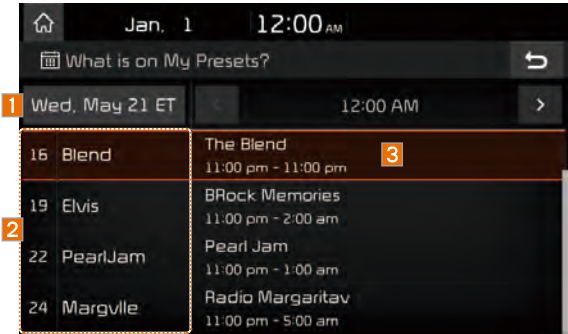 Jan. 1 12:00 AM
What is on My Presets?
1 Wed, May 21 ET 12:00 AM
16 Blend The Blend 3
11:00 pm - 11:00 pm
19 Elvis BRock Memories
11:00 pm - 2:00 am
2
22 PearlJam Pearl Jam
11:00 pm - 1:00 am
24 Margvlle Radio Margaritav
11:00 pm - 5:00 am